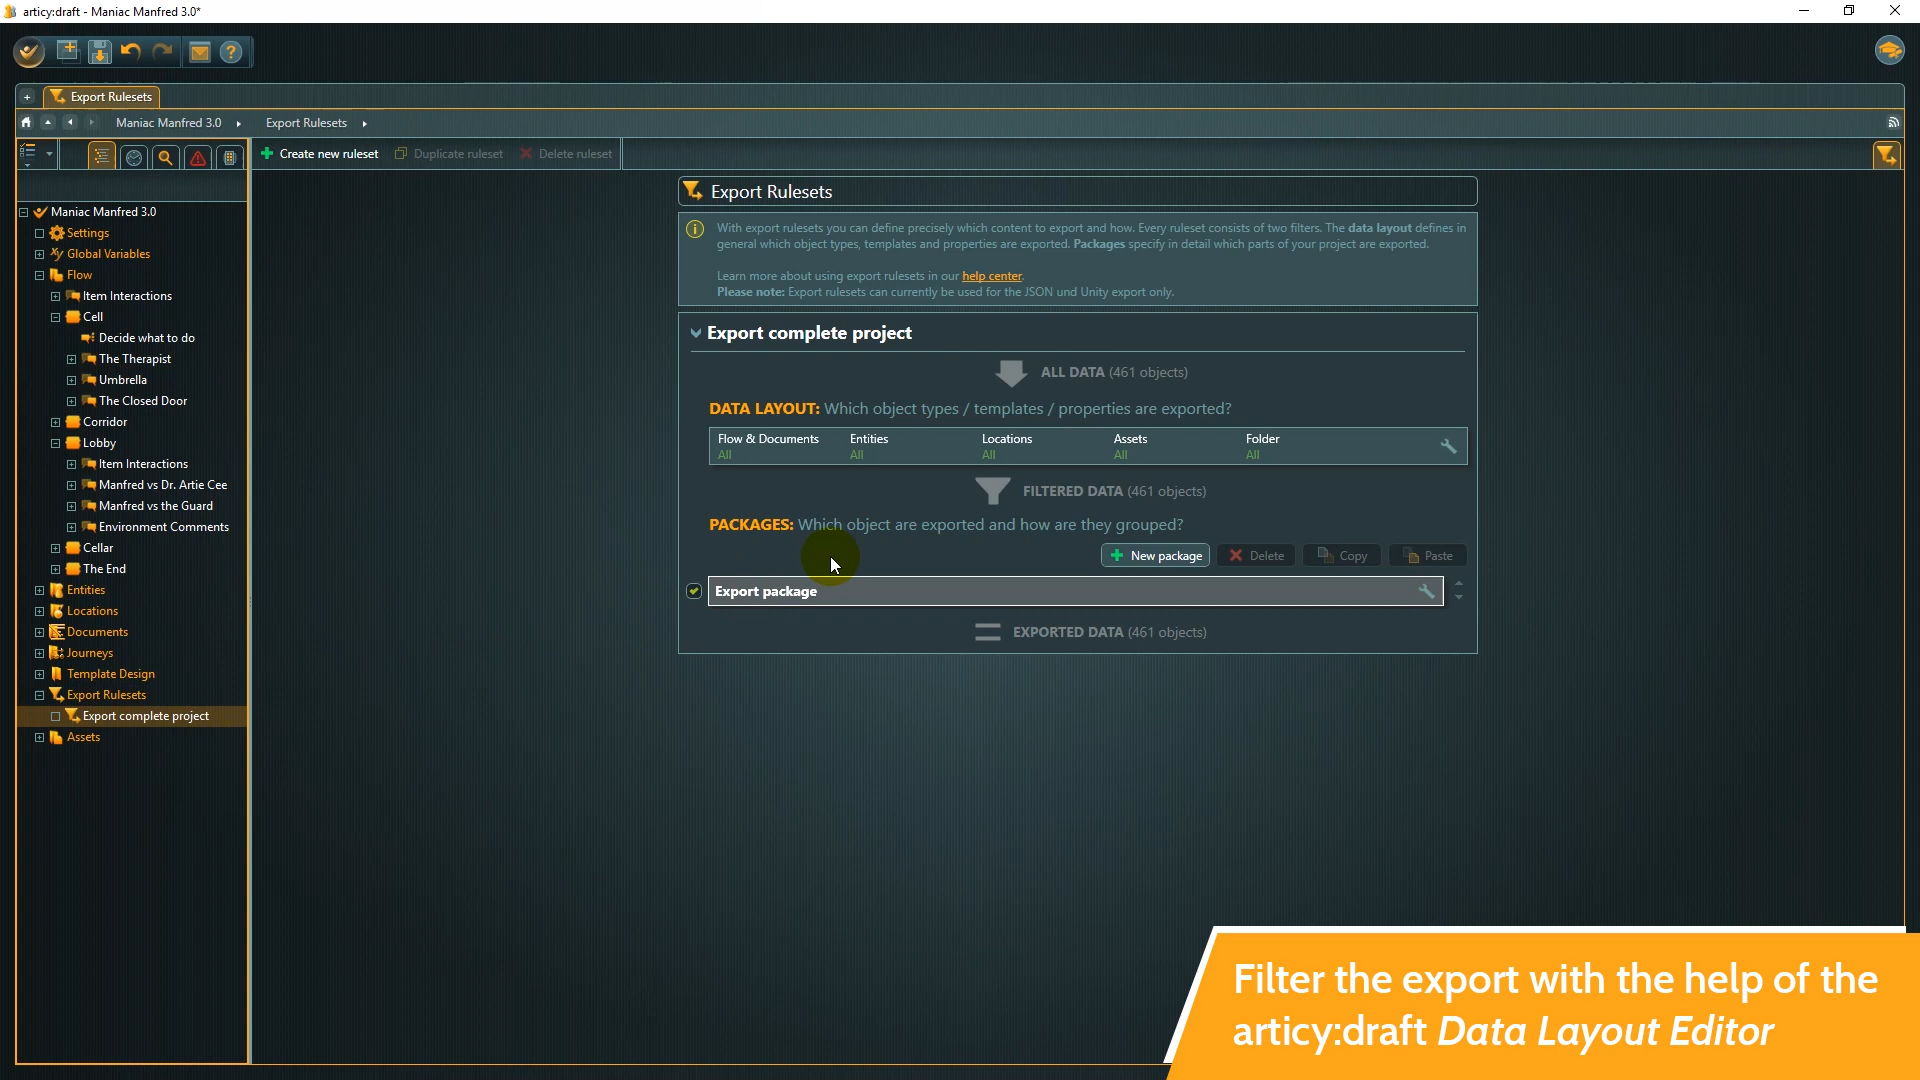 articy:draft - Maniac Manfred 3.0*
Export Rulesets
Maniac Manfred 3.0
Export Rulesets
Create new ruleset
Duplicate ruleset
Delete ruleset
Export Rulesets
With export rulesets you can define precisely which content to export and how. Every ruleset consists of two filters. The data layout defines in
general which object types, templates and properties are exported. Packages specify in detail which parts of your project are exported.
Learn more about using export rulesets in our help center.
Please note: Export rulesets can currently be used for the JSON und Unity export only.
Maniac Manfred 3.0
Settings
Global Variables
Flow
Item Interactions
Cell
Decide what to do
The Therapist
Umbrella
The Closed Door
Corridor
Lobby
Item Interactions
Manfred vs Dr. Artie Cee
Manfred vs the Guard
Environment Comments
Cellar
The End
Entities
Locations
Documents
Journeys
Template Design
Export Rulesets
Export complete project
Assets
Export complete project
ALL DATA (461 objects)
DATA LAYOUT: Which object types / templates / properties are exported?
Flow & Documents Entities Locations Assets Folder
All All All All All
FILTERED DATA (461 objects)
PACKAGES: Which object are exported and how are they grouped?
New package Delete Copy Paste
Export package
EXPORTED DATA (461 objects)
Filter the export with the help of the
articy:draft Data Layout Editor